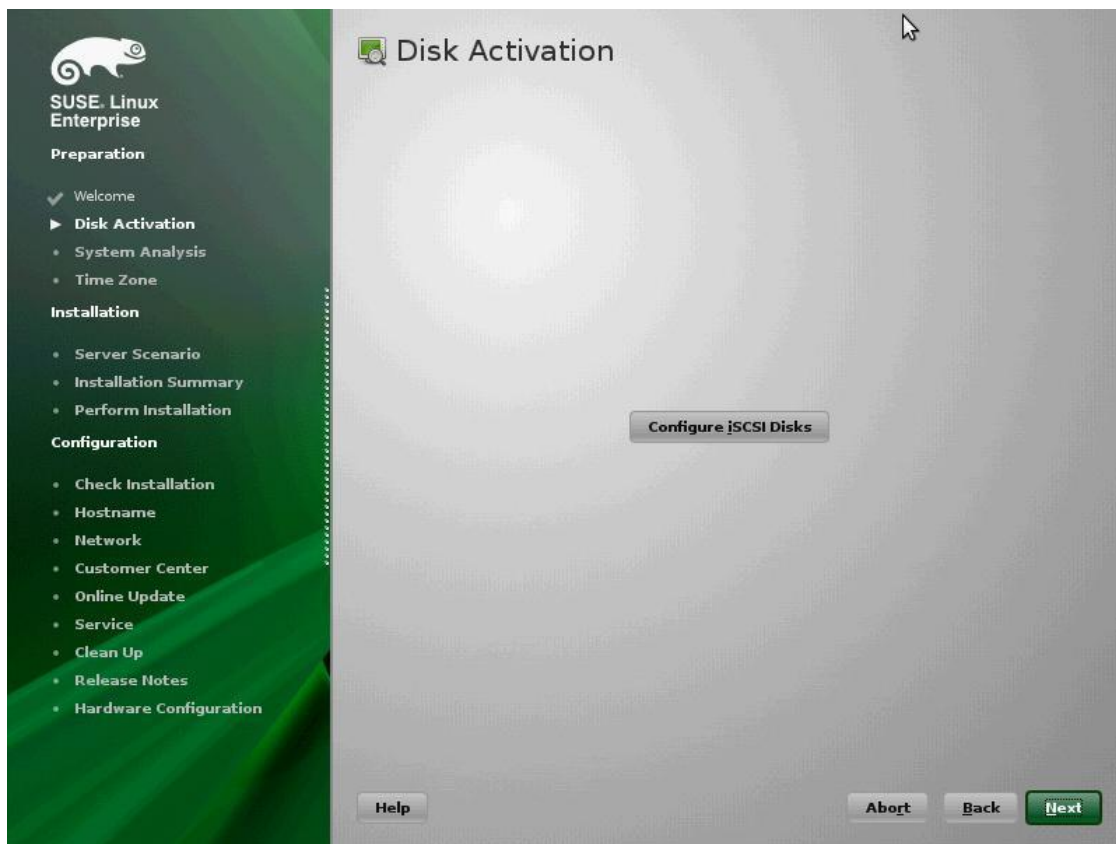 SUSE. Linux
Enterprise
Preparation
Welcome
Disk Activation
System Analysis
Time Zone
Installation
Server Scenario
Installation Summary
Perform Installation
Configuration
Check Installation
Hostname
Network
Customer Center
Online Update
Service
Clean Up
Release Notes
Hardware Configuration
Disk Activation
Configure iSCSI Disks
Help
Abort
Back
Next